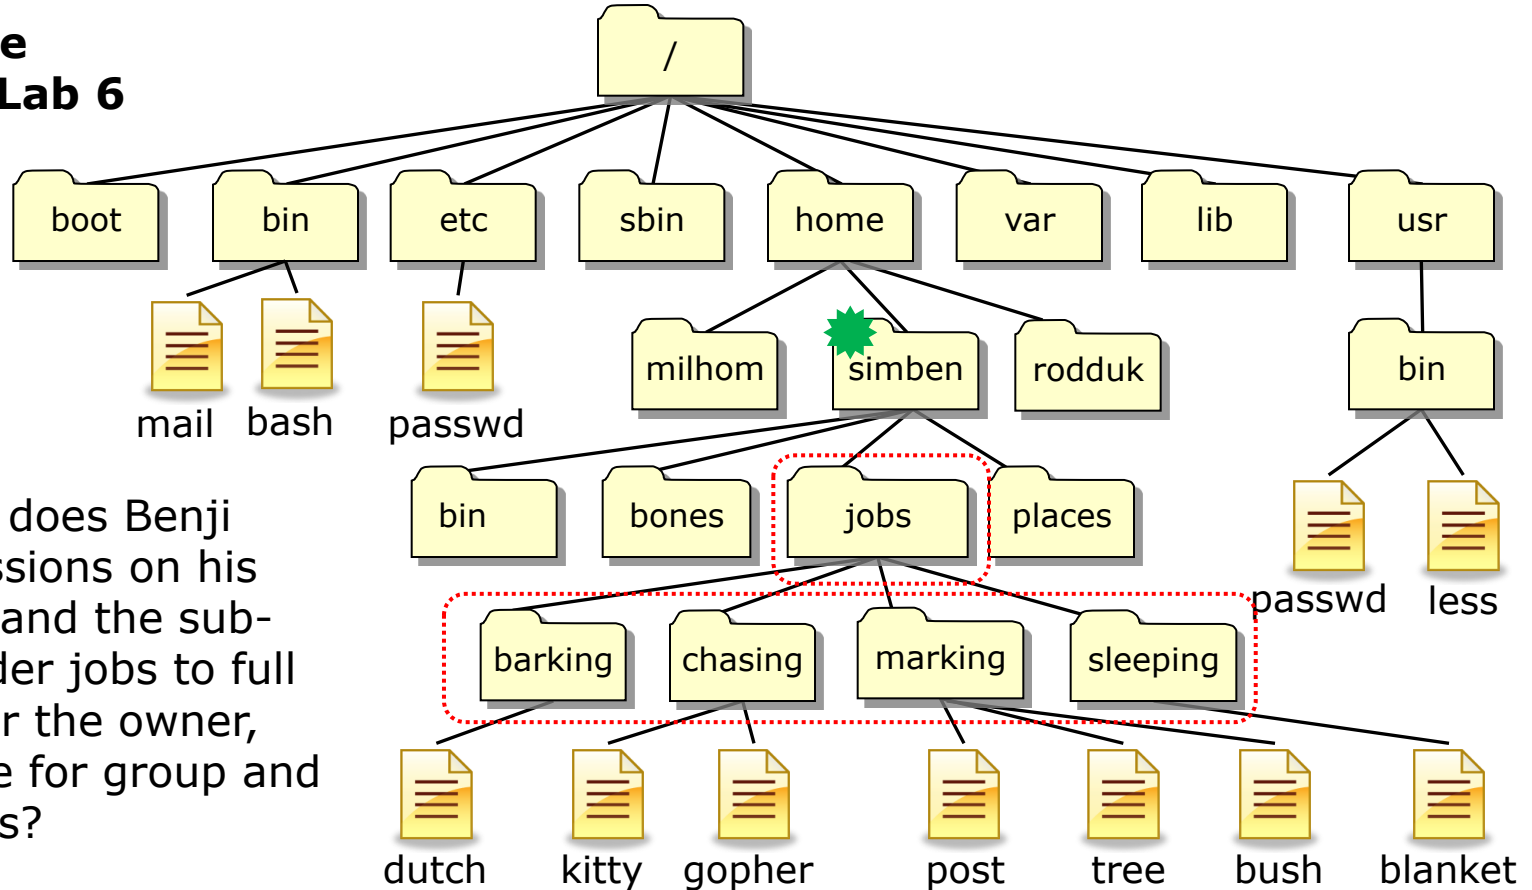 e
Lab 6
/
boot bin etc sbin home var lib usr
mail bash passwd
milhom simben rodduk bin
passwd less
bin bones jobs places
does Benji
ssions on his
and the sub-
der jobs to full
r the owner,
e for group and
s?
barking chasing marking sleeping
dutch kitty gopher post tree bush blanket